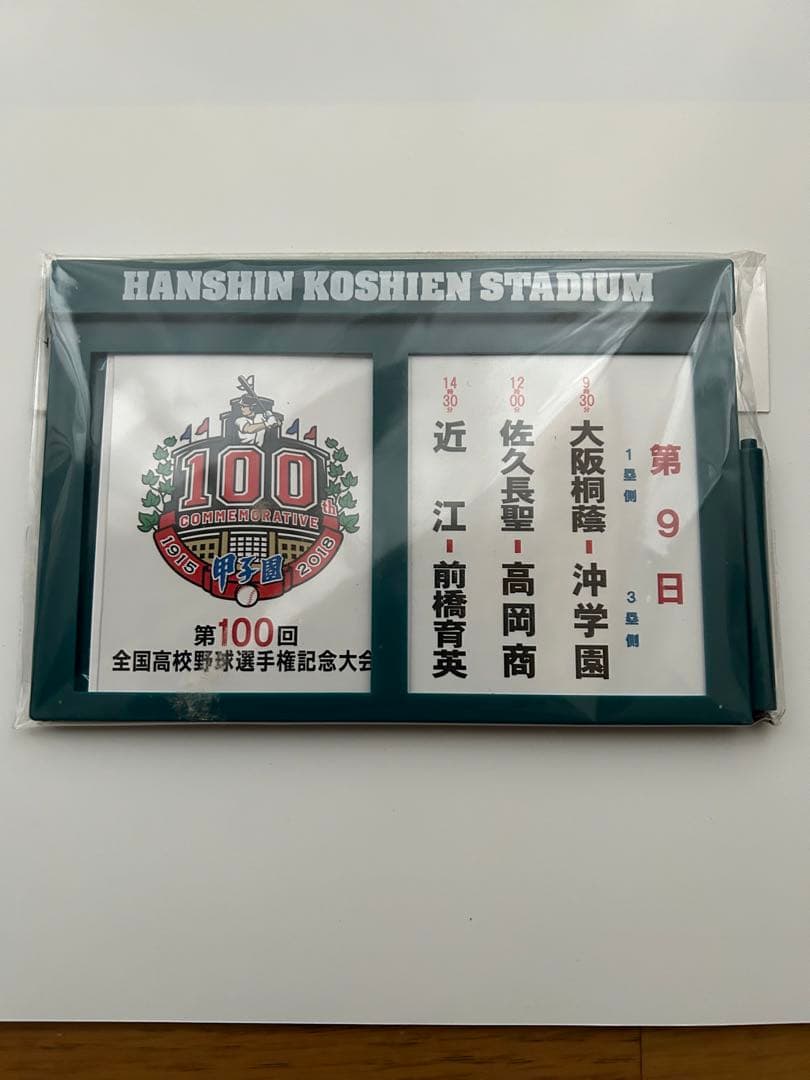 HANSHIN KOSHIEN STADIUM
100th
COMMEMORATIVE
1915 甲子園 2018
第100回
全国高校野球選手権記念大会
第9日
1塁側 3塁側
9時30分 大阪桐蔭-沖学園
12時00分 佐久長聖-高岡商
14時30分 近江-前橋育英